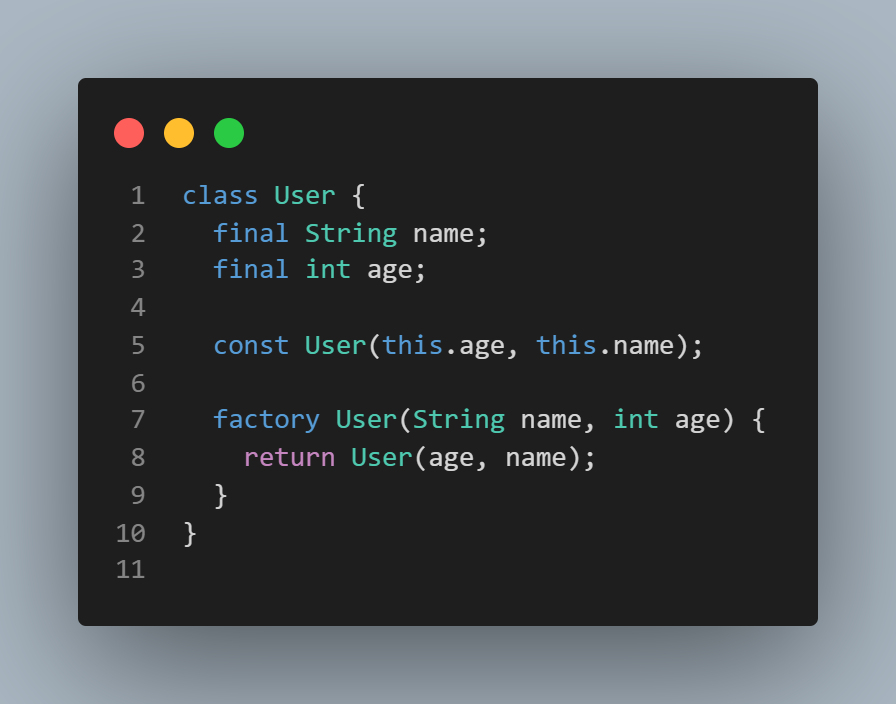 1 class User {
2   final String name;
3   final int age;
4
5   const User(this.age, this.name);
6
7   factory User(String name, int age) {
8     return User(age, name);
9   }
10 }
11